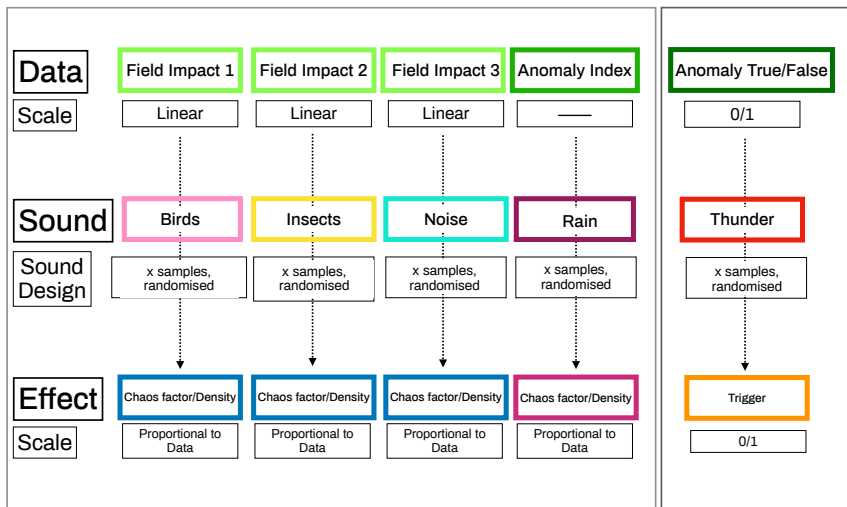 Data
Field Impact 1
Field Impact 2
Field Impact 3
Anomaly Index
Anomaly True/False
Scale
Linear
Linear
Linear
——
0/1
Sound
Birds
Insects
Noise
Rain
Thunder
Sound
Design
x samples,
randomised
x samples,
randomised
x samples,
randomised
x samples,
randomised
x samples,
randomised
Effect
Chaos factor/Density
Chaos factor/Density
Chaos factor/Density
Chaos factor/Density
Trigger
Scale
Proportional to
Data
Proportional to
Data
Proportional to
Data
Proportional to
Data
0/1